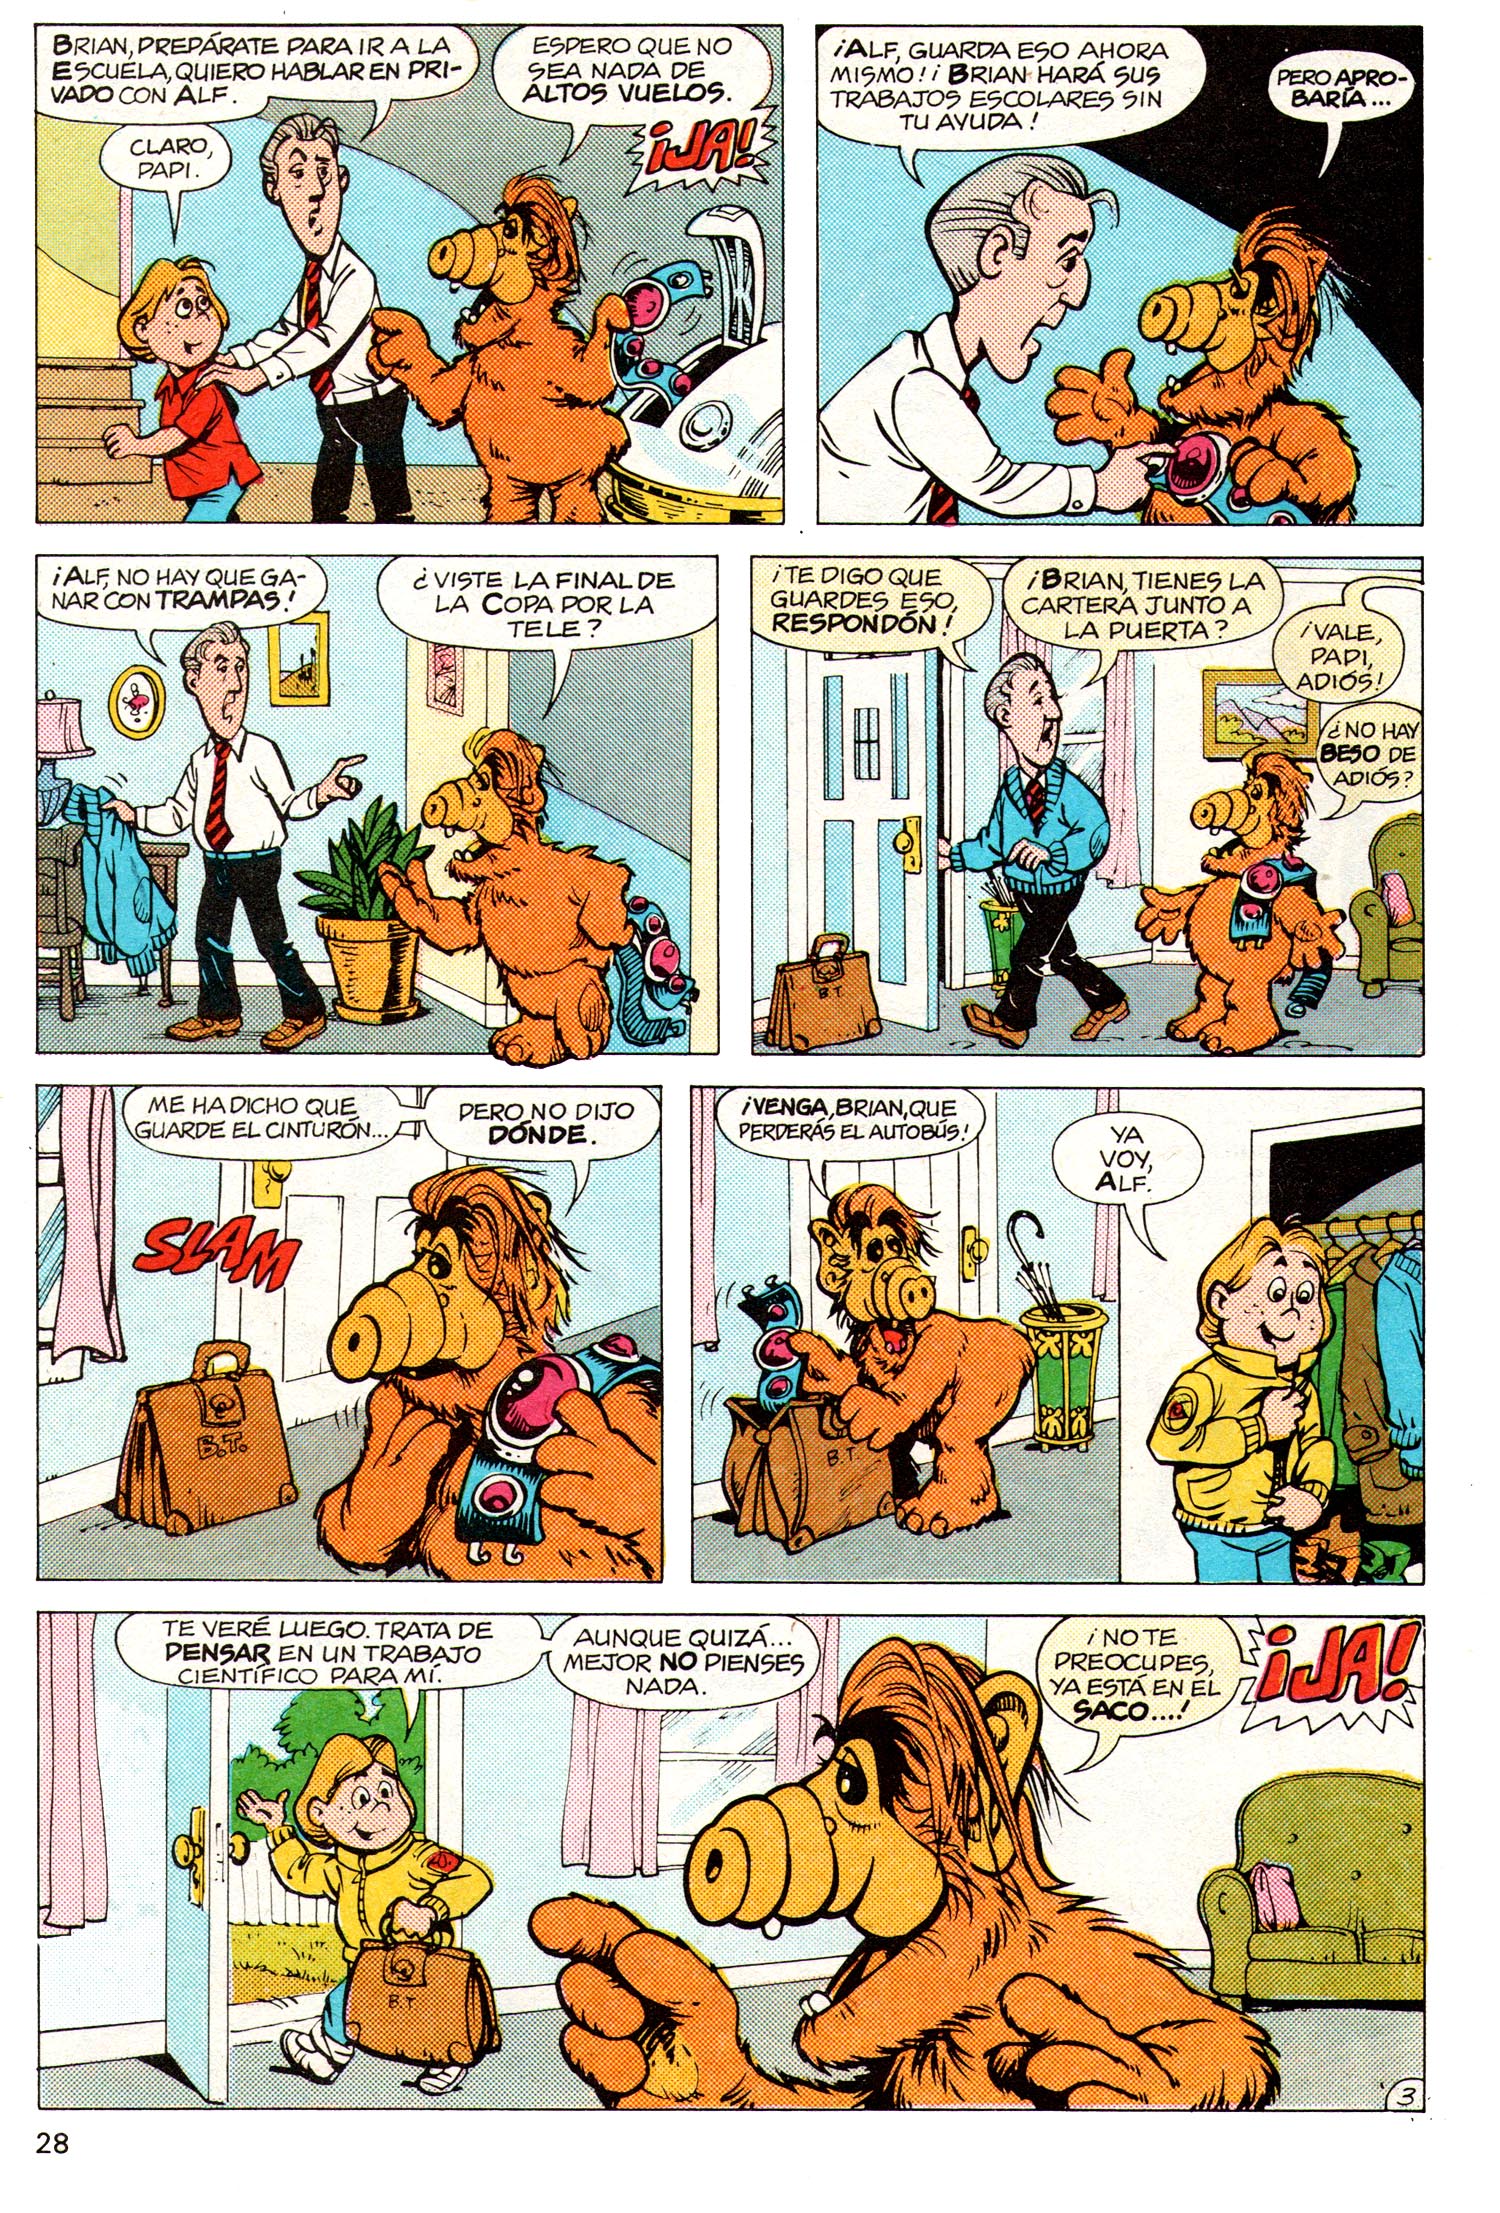 BRIAN, PREPÁRATE PARA IR A LA
ESCUELA, QUIERO HABLAR EN PRI-
VADO CON ALF.
CLARO,
PAPI.
ESPERO QUE NO
SEA NADA DE
ALTOS VUELOS.
¡JA!
¡ALF, GUARDA ESO AHORA
MISMO! ¡BRIAN HARÁ SUS
TRABAJOS ESCOLARES SIN
TU AYUDA!
PERO APRO-
BARÍA...
¡ALF, NO HAY QUE GA-
NAR CON TRAMPAS!
¿VISTE LA FINAL DE
LA COPA POR LA
TELE?
¡TE DIGO QUE
GUARDES ESO,
RESPONDÓN!
¡BRIAN, TIENES LA
CARTERA JUNTO A
LA PUERTA?
¡VALE,
PAPI,
ADIÓS!
¿NO HAY
BESO DE
ADIÓS?
B.T.
ME HA DICHO QUE
GUARDE EL CINTURÓN...
PERO NO DIJO
DÓNDE.
SLAM
B.T.
¡VENGA, BRIAN, QUE
PERDERÁS EL AUTOBÚS!
YA
VOY,
ALF.
B.T.
TE VERÉ LUEGO. TRATA DE
PENSAR EN UN TRABAJO
CIENTÍFICO PARA MÍ.
AUNQUE QUIZÁ...
MEJOR NO PIENSES
NADA.
¡NO TE
PREOCUPES,
YA ESTÁ EN EL
SACO...!
¡JA!
B.T.
3
28